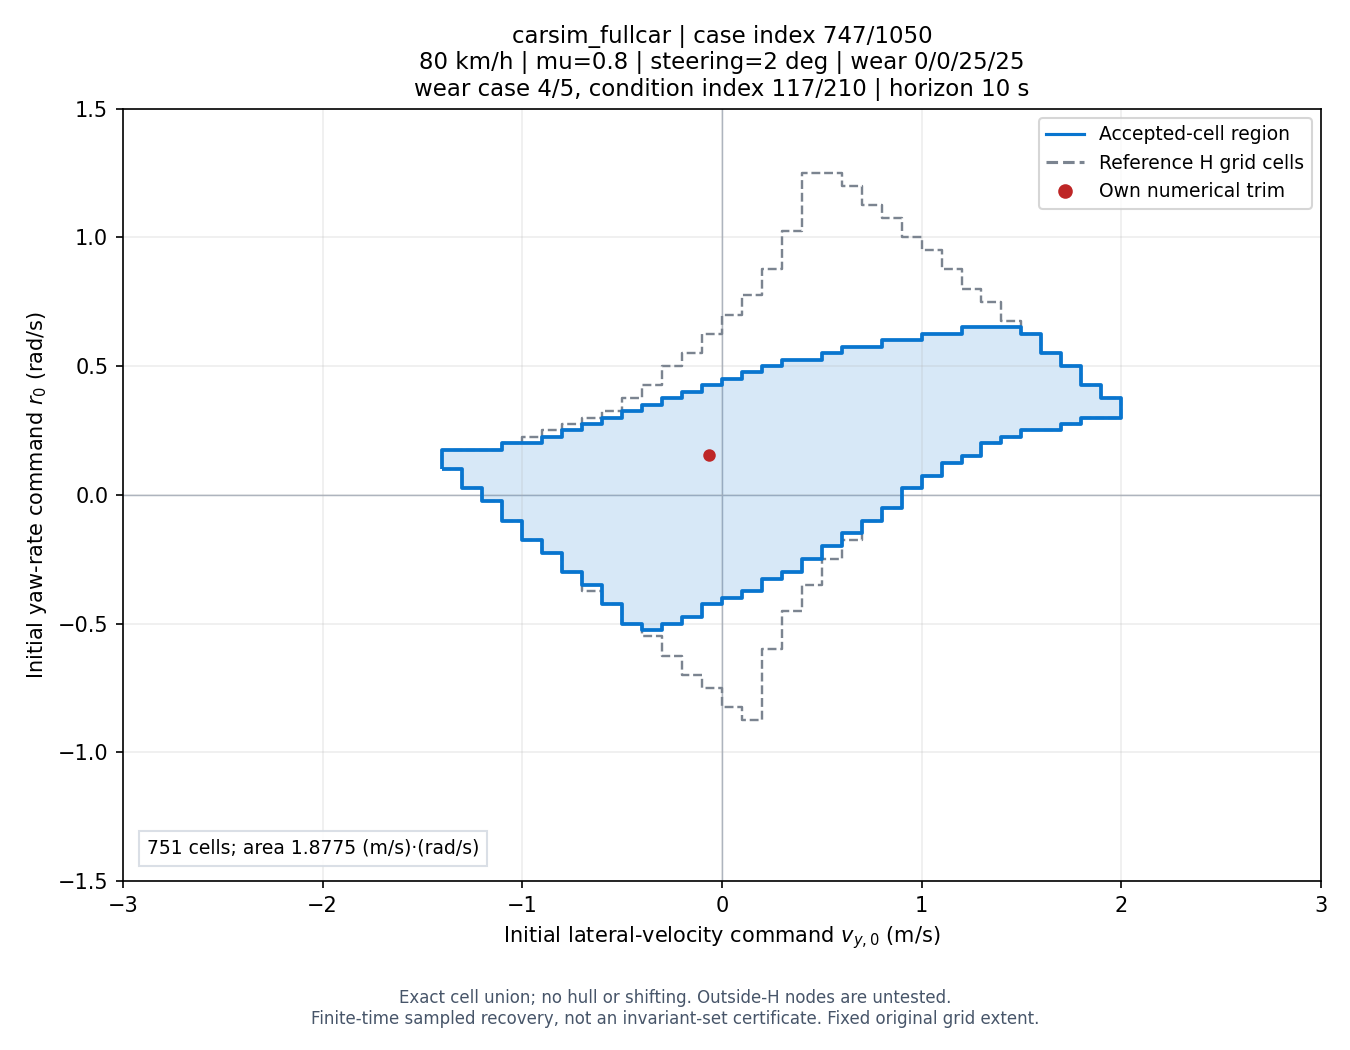 carsim_fullcar | case index 747/1050
80 km/h | mu=0.8 | steering=2 deg | wear 0/0/25/25
wear case 4/5, condition index 117/210 | horizon 10 s
Accepted-cell region
Reference H grid cells
Own numerical trim
1.5
1.0
0.5
0.0
−0.5
−1.0
−1.5
Initial yaw-rate command r₀ (rad/s)
751 cells; area 1.8775 (m/s)·(rad/s)
−3
−2
−1
0
1
2
3
Initial lateral-velocity command v_{y,0} (m/s)
Exact cell union; no hull or shifting. Outside-H nodes are untested.
Finite-time sampled recovery, not an invariant-set certificate. Fixed original grid extent.